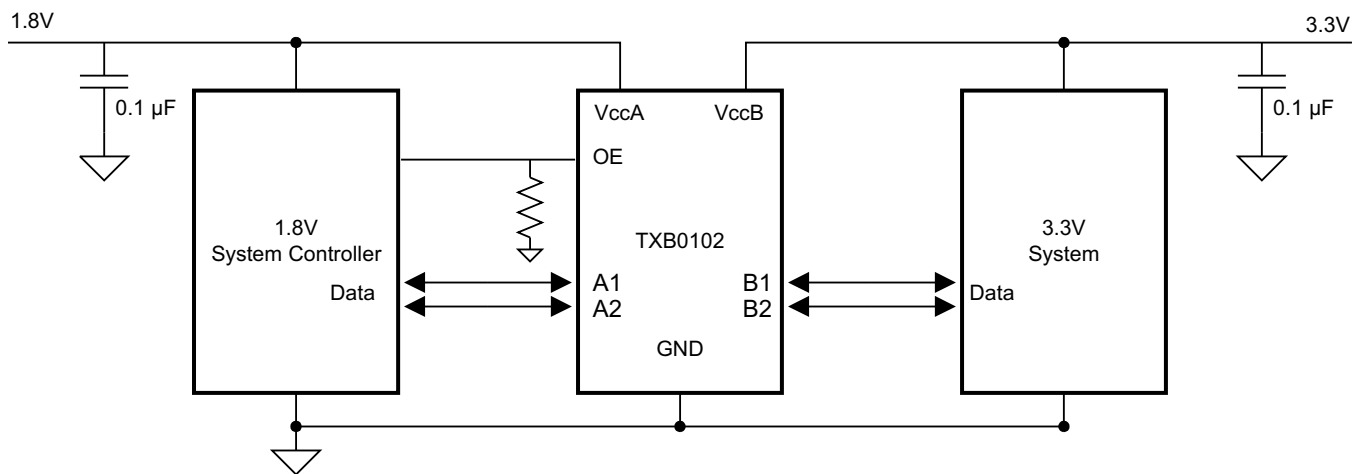 1.8V
3.3V
0.1 µF
0.1 µF
VccA
VccB
OE
1.8V
System Controller
Data
TXB0102
3.3V
System
A1
A2
B1
B2
Data
GND